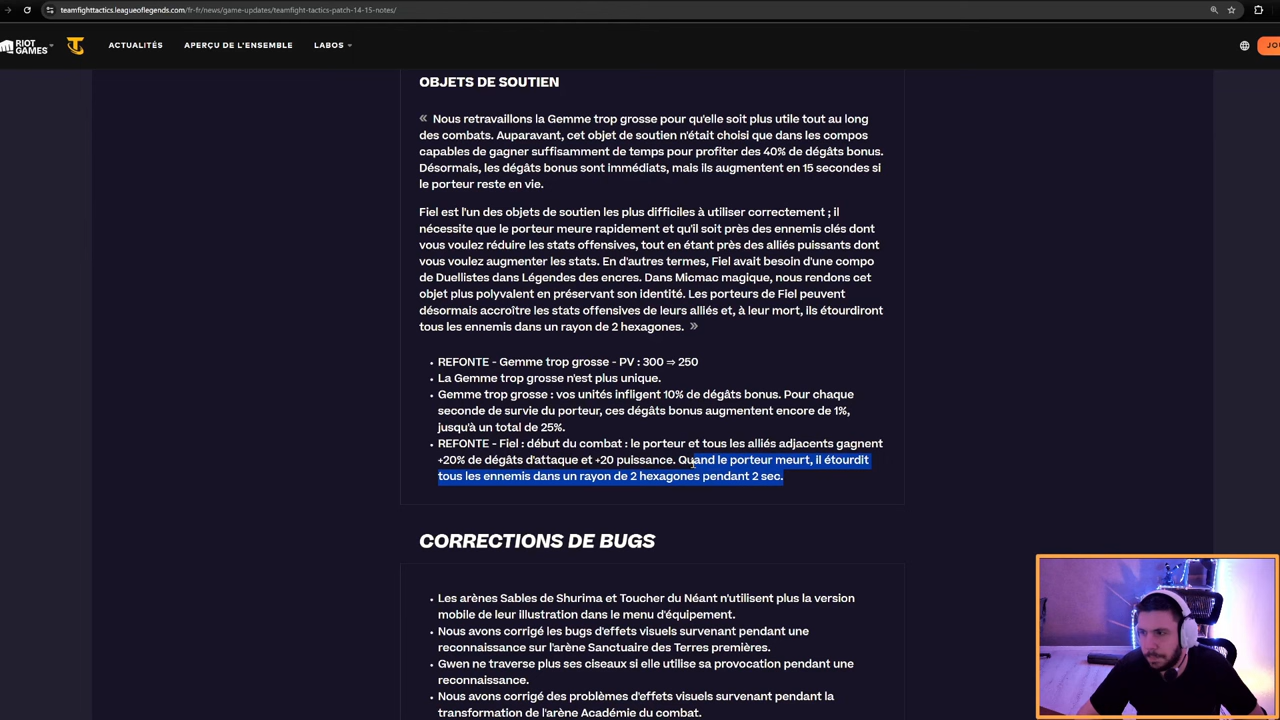 teamfighttactics.leagueoflegends.com/fr-fr/news/game-updates/teamfight-tactics-patch-14-15-notes/
RIOT GAMES
ACTUALITÉS
APERÇU DE L'ENSEMBLE
LABOS
JO
OBJETS DE SOUTIEN
« Nous retravaillons la Gemme trop grosse pour qu'elle soit plus utile tout au long
des combats. Auparavant, cet objet de soutien n'était choisi que dans les compos
capables de gagner suffisamment de temps pour profiter des 40% de dégâts bonus.
Désormais, les dégâts bonus sont immédiats, mais ils augmentent en 15 secondes si
le porteur reste en vie.
Fiel est l'un des objets de soutien les plus difficiles à utiliser correctement ; il
nécessite que le porteur meure rapidement et qu'il soit près des ennemis clés dont
vous voulez réduire les stats offensives, tout en étant près des alliés puissants dont
vous voulez augmenter les stats. En d'autres termes, Fiel avait besoin d'une compo
de Duellistes dans Légendes des encres. Dans Micmac magique, nous rendons cet
objet plus polyvalent en préservant son identité. Les porteurs de Fiel peuvent
désormais accroître les stats offensives de leurs alliés et, à leur mort, ils étourdiront
tous les ennemis dans un rayon de 2 hexagones. »
• REFONTE - Gemme trop grosse - PV : 300 ⇒ 250
• La Gemme trop grosse n'est plus unique.
• Gemme trop grosse : vos unités infligent 10% de dégâts bonus. Pour chaque
seconde de survie du porteur, ces dégâts bonus augmentent encore de 1%,
jusqu'à un total de 25%.
• REFONTE - Fiel : début du combat : le porteur et tous les alliés adjacents gagnent
+20% de dégâts d'attaque et +20 puissance. Quand le porteur meurt, il étourdit
tous les ennemis dans un rayon de 2 hexagones pendant 2 sec.
CORRECTIONS DE BUGS
• Les arènes Sables de Shurima et Toucher du Néant n'utilisent plus la version
mobile de leur illustration dans le menu d'équipement.
• Nous avons corrigé les bugs d'effets visuels survenant pendant une
reconnaissance sur l'arène Sanctuaire des Terres premières.
• Gwen ne traverse plus ses ciseaux si elle utilise sa provocation pendant une
reconnaissance.
• Nous avons corrigé des problèmes d'effets visuels survenant pendant la
transformation de l'arène Académie du combat.